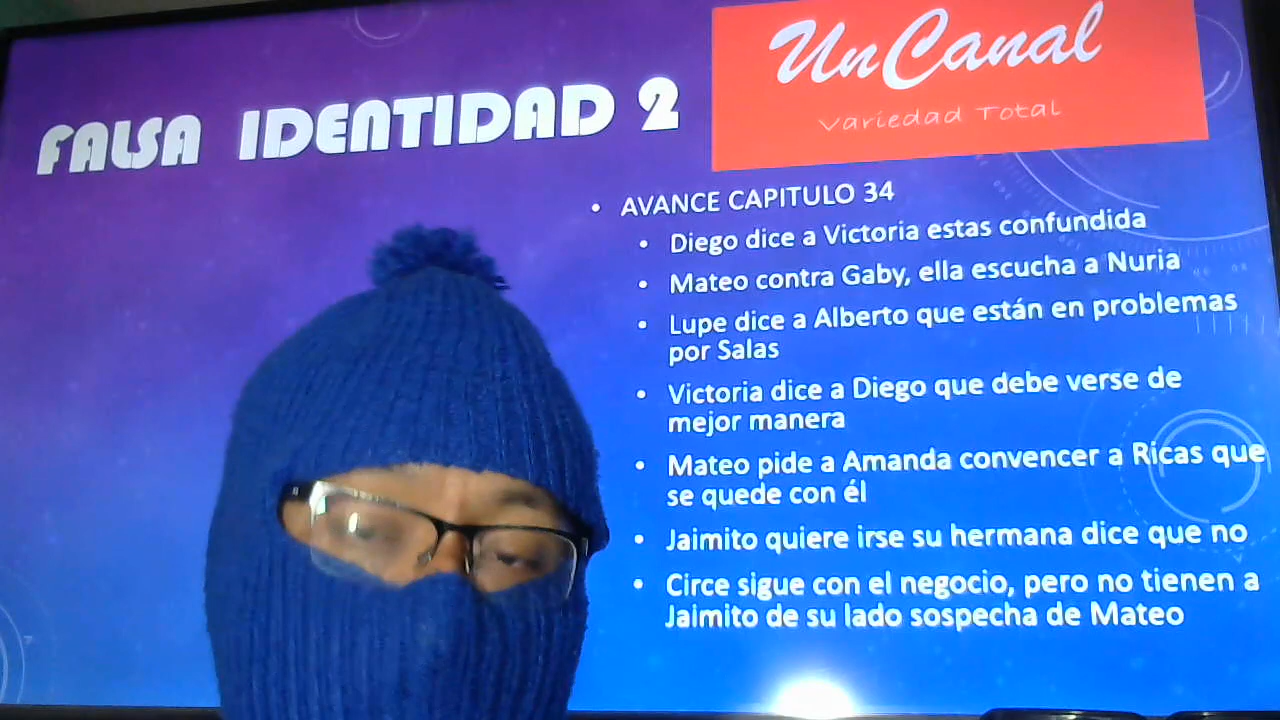 FALSA IDENTIDAD 2
UnCanal
Variedad Total
• AVANCE CAPITULO 34
• Diego dice a Victoria estas confundida
• Mateo contra Gaby, ella escucha a Nuria
• Lupe dice a Alberto que están en problemas
por Salas
• Victoria dice a Diego que debe verse de
mejor manera
• Mateo pide a Amanda convencer a Ricas que
se quede con él
• Jaimito quiere irse su hermana dice que no
• Circe sigue con el negocio, pero no tienen a
Jaimito de su lado sospecha de Mateo